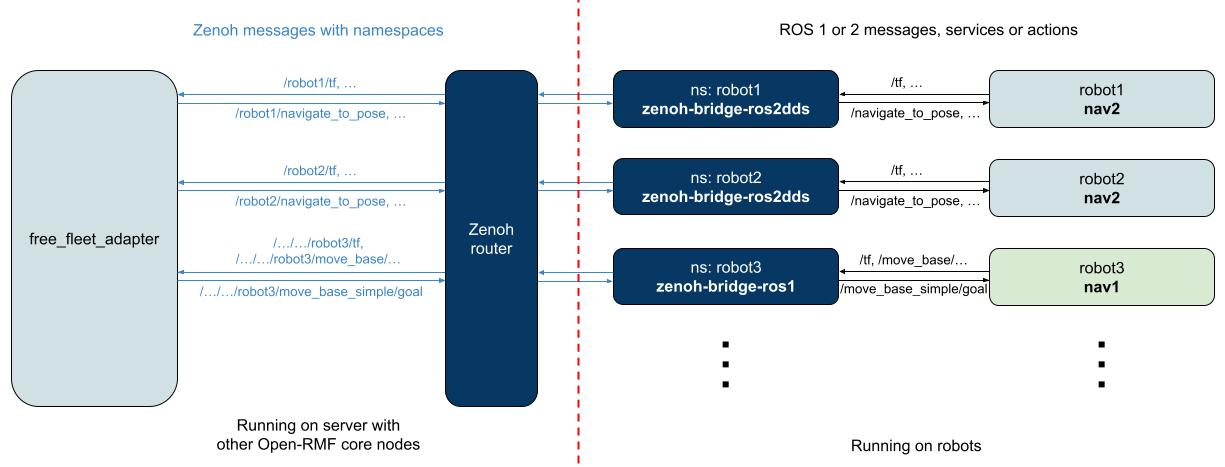 Zenoh messages with namespaces
ROS 1 or 2 messages, services or actions
free_fleet_adapter
/robot1/tf, …
/robot1/navigate_to_pose, …
/robot2/tf, …
/robot2/navigate_to_pose, …
/…/…/robot3/tf,
/…/…/robot3/move_base/…
/…/…/robot3/move_base_simple/goal
Zenoh
router
ns: robot1
zenoh-bridge-ros2dds
/tf, …
/navigate_to_pose, …
robot1
nav2
ns: robot2
zenoh-bridge-ros2dds
/tf, …
/navigate_to_pose, …
robot2
nav2
ns: robot3
zenoh-bridge-ros1
/tf, /move_base/…
/move_base_simple/goal
robot3
nav1
Running on server with
other Open-RMF core nodes
Running on robots